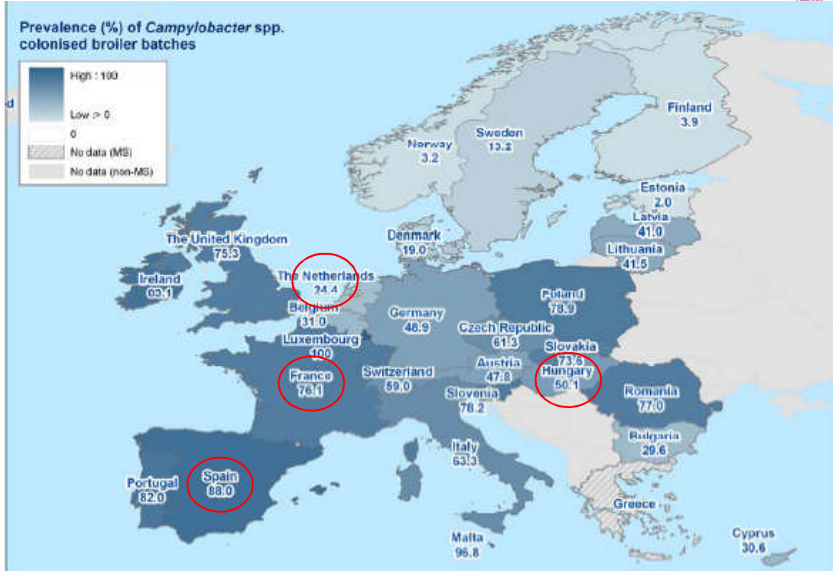 Prevalence (%) of Campylobacter spp.
colonised broiler batches
High : 100
Low :> 0
0
No data (MS)
No data (non-MS)
d
Finland
3.9
Sweden
13.2
Norway
3.2
Estonia
2.0
Latvia
41.0
Lithuania
41.5
Denmark
19.0
The United Kingdom
75.3
Ireland
The Netherlands
24.4
Belgium
31.0
Luxembourg
100
Germany
48.9
Poland
78.9
Czech Republic
61.3
Slovakia
73.8
Hungary
50.1
Austria
47.8
Switzerland
59.0
France
76.1
Slovenia
78.2
Romania
77.0
Bulgaria
29.6
Italy
63.3
Spain
88.0
Portugal
82.0
Greece
Malta
96.8
Cyprus
30.6